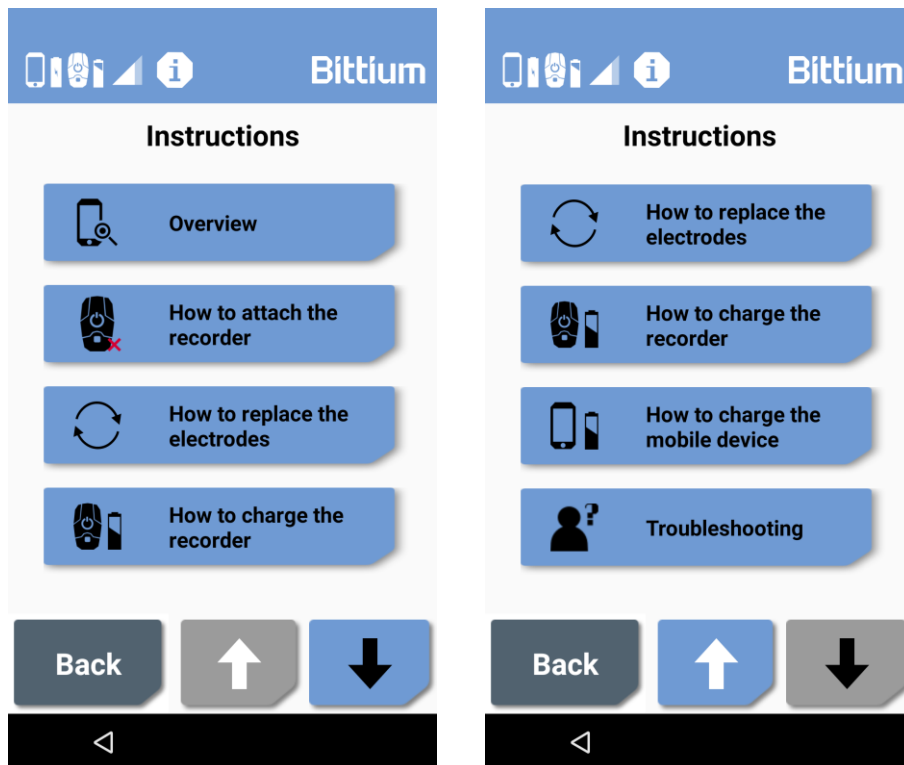 Bittium
Instructions
Overview
How to attach the
recorder
How to replace the
electrodes
How to charge the
recorder
Back
Bittium
Instructions
How to replace the
electrodes
How to charge the
recorder
How to charge the
mobile device
Troubleshooting
Back